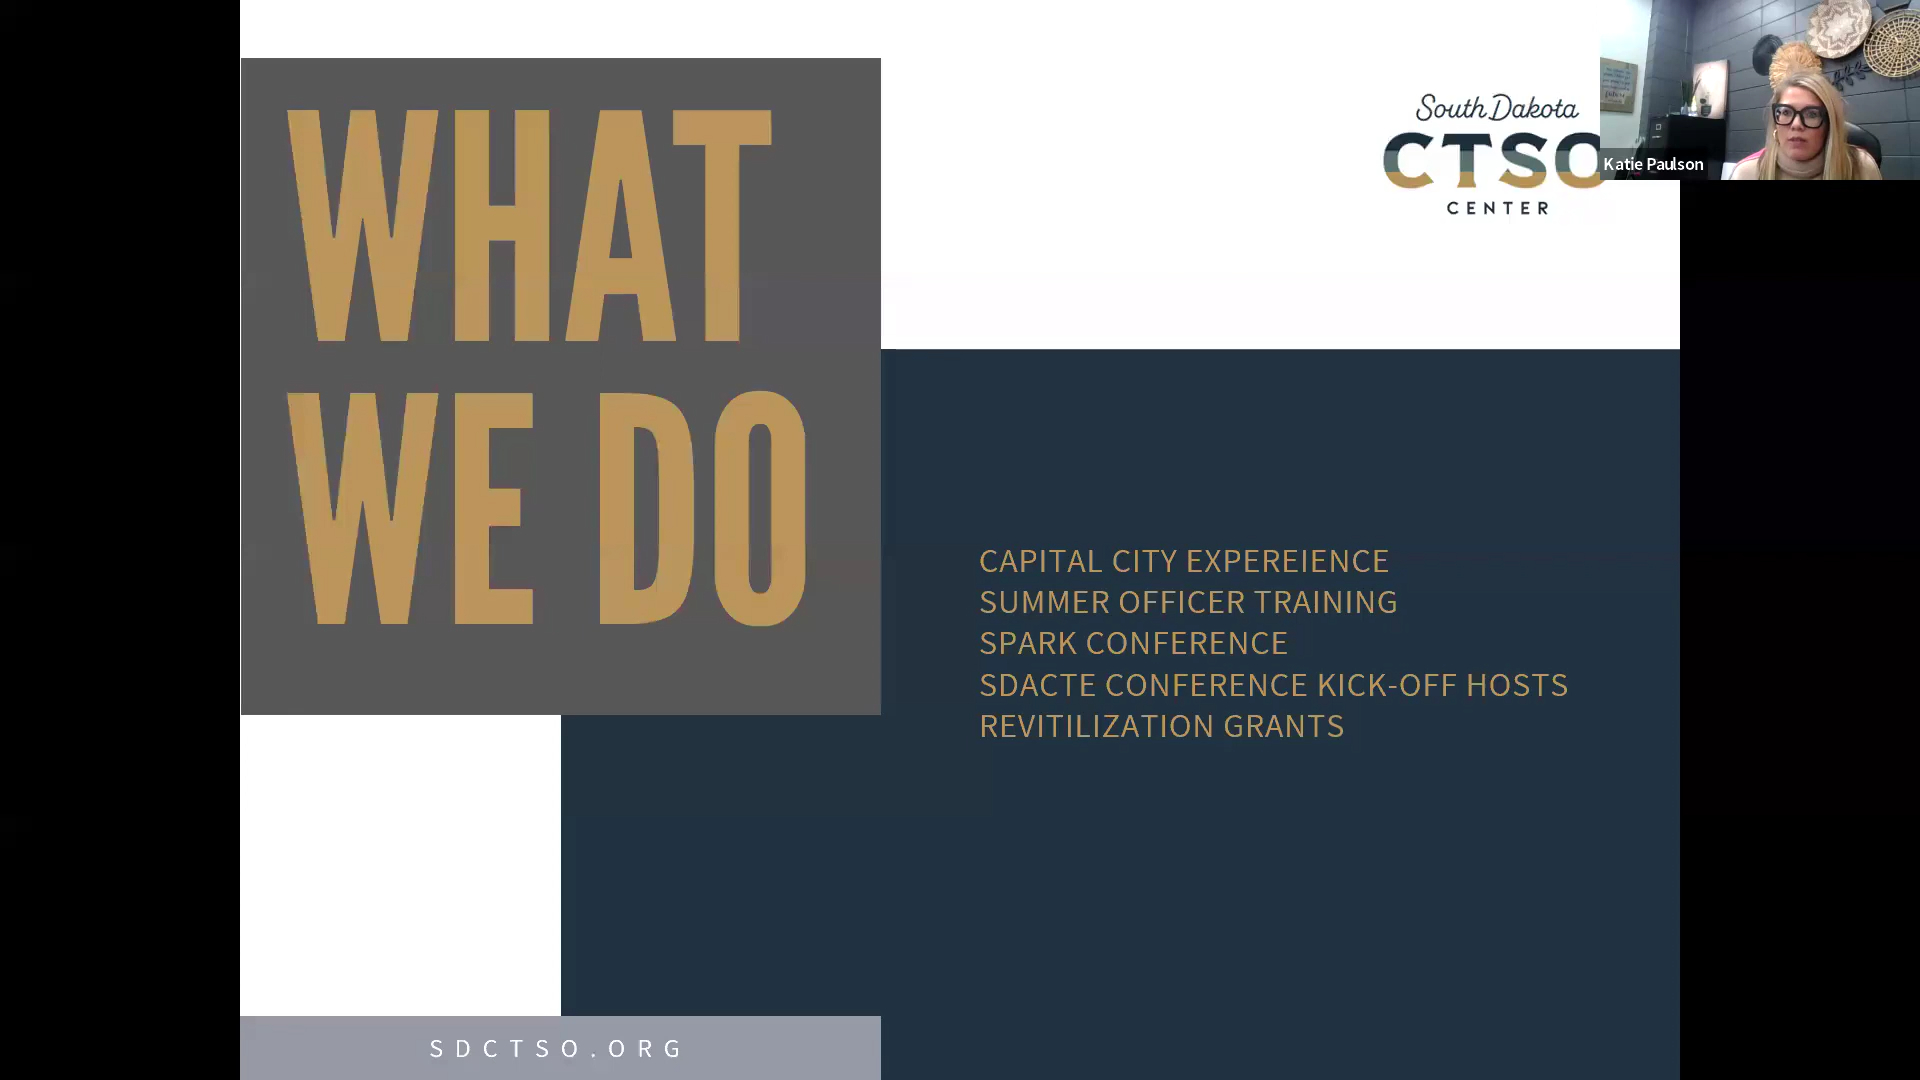 WHAT
WE DO
South Dakota
CTSO
CENTER
Katie Paulson
CAPITAL CITY EXPEREIENCE
SUMMER OFFICER TRAINING
SPARK CONFERENCE
SDACTE CONFERENCE KICK-OFF HOSTS
REVITILIZATION GRANTS
SDCTSO.ORG